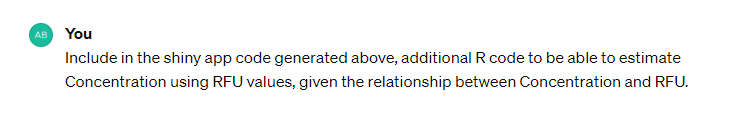 AB You
Include in the shiny app code generated above, additional R code to be able to estimate
Concentration using RFU values, given the relationship between Concentration and RFU.